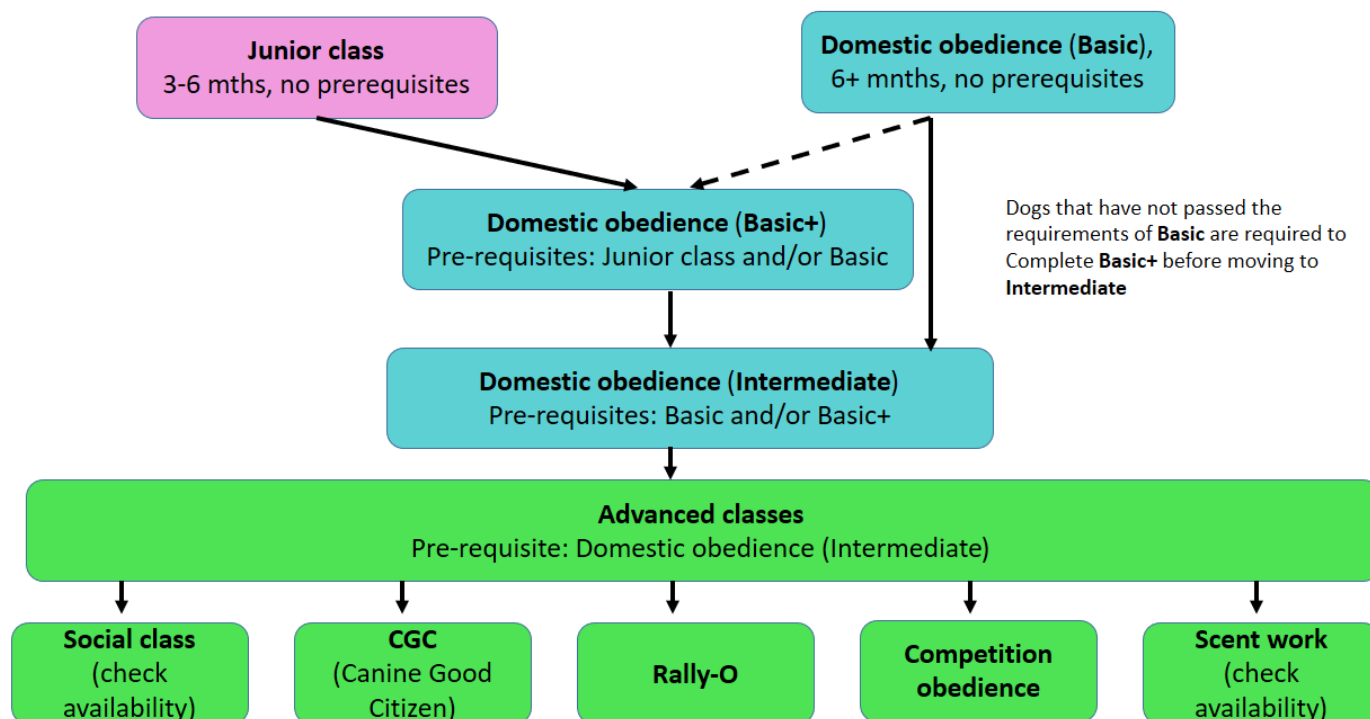 Junior class
3-6 mths, no prerequisites
Domestic obedience (Basic),
6+ mnths, no prerequisites
Domestic obedience (Basic+)
Pre-requisites: Junior class and/or Basic
Dogs that have not passed the
requirements of Basic are required to
Complete Basic+ before moving to
Intermediate
Domestic obedience (Intermediate)
Pre-requisites: Basic and/or Basic+
Advanced classes
Pre-requisite: Domestic obedience (Intermediate)
Social class
(check
availability)
CGC
(Canine Good
Citizen)
Rally-O
Competition
obedience
Scent work
(check
availability)